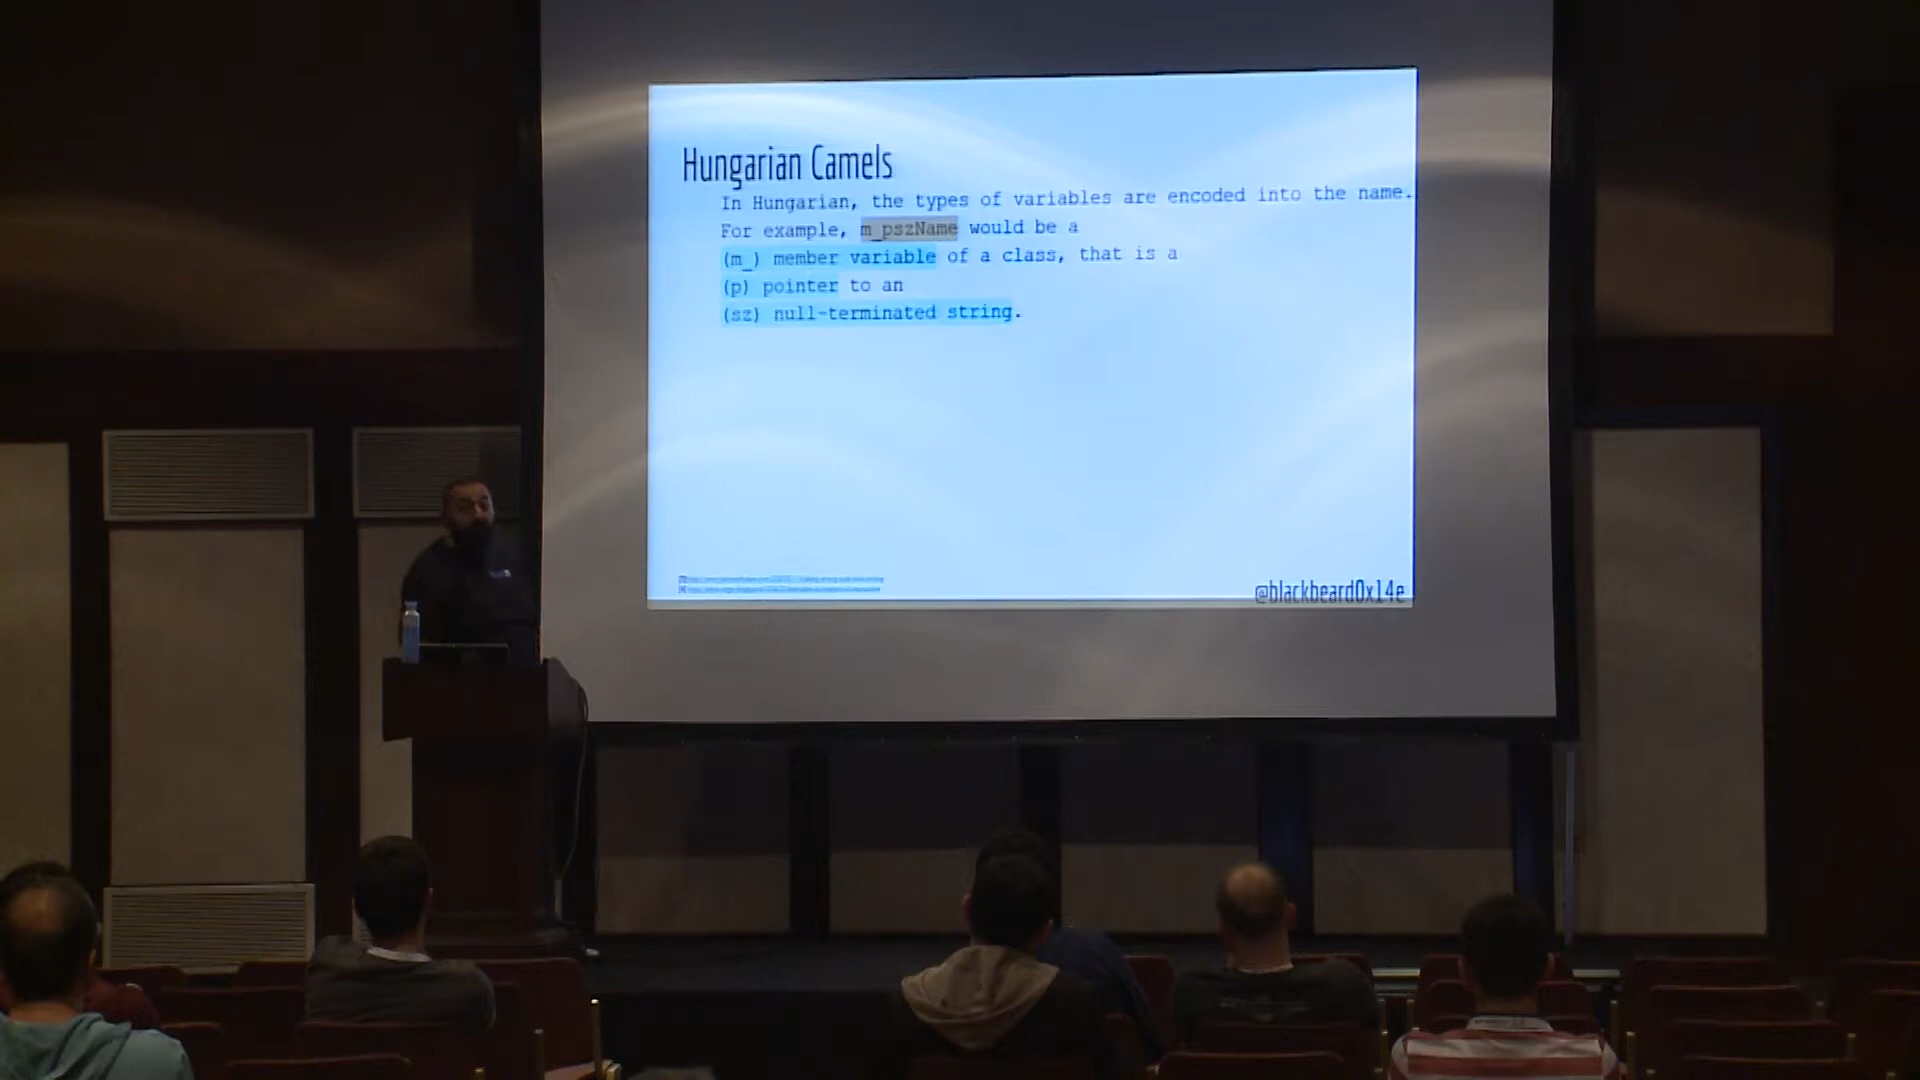 Hungarian Camels
In Hungarian, the types of variables are encoded into the name.
For example, m_pszName would be a
(m_) member variable of a class, that is a
(p) pointer to an
(sz) null-terminated string.
@blackbeard0x14e